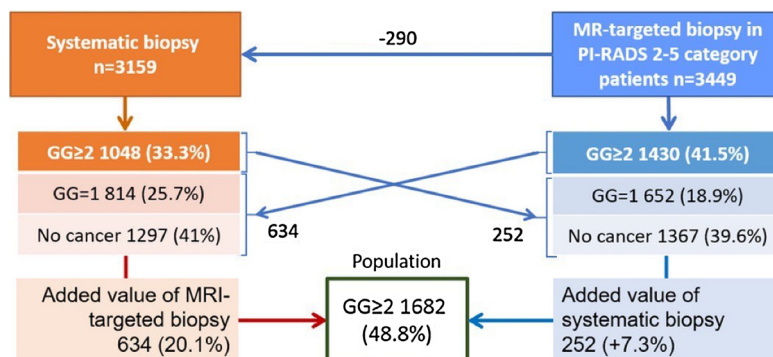 Systematic biopsy
n=3159
-290
MR-targeted biopsy in
PI-RADS 2-5 category
patients n=3449
GG≥2 1048 (33.3%)
GG=1 814 (25.7%)
No cancer 1297 (41%)
634
252
GG≥2 1430 (41.5%)
GG=1 652 (18.9%)
No cancer 1367 (39.6%)
Added value of MRI-
targeted biopsy
634 (20.1%)
Population
GG≥2 1682
(48.8%)
Added value of
systematic biopsy
252 (+7.3%)